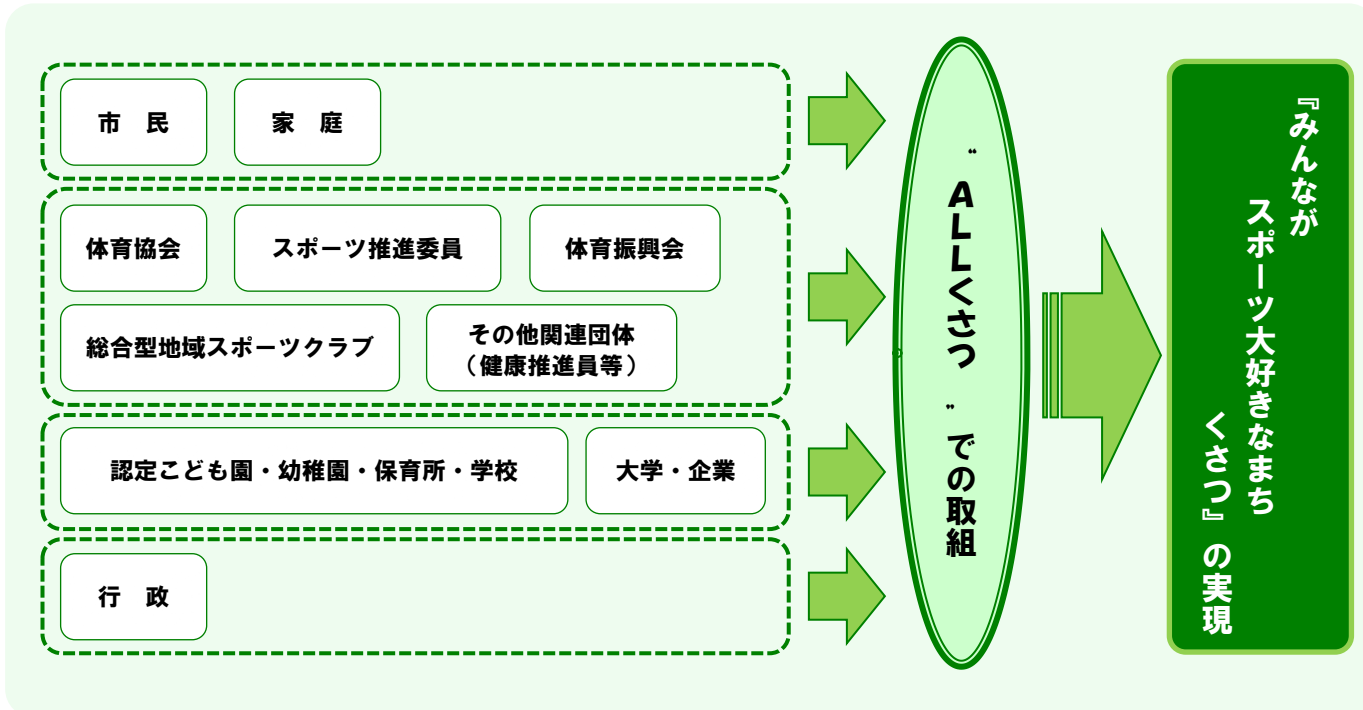 市　民
家　庭
体育協会
スポーツ推進委員
体育振興会
総合型地域スポーツクラブ
その他関連団体
（健康推進員等）
認定こども園・幼稚園・保育所・学校
大学・企業
行　政
“ALLくさつ”での取組
『みんなが
スポーツ大好きなまち
くさつ』の実現